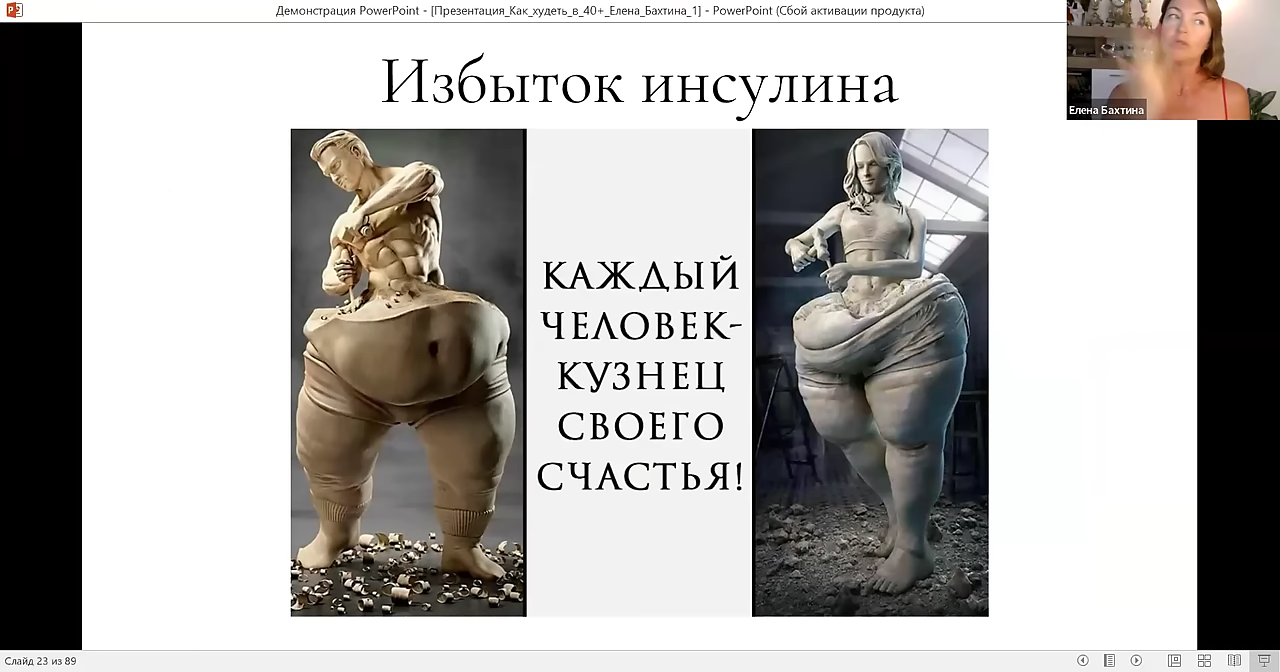 Демонстрация PowerPoint - [Презентация_Как_худеть_в_40+_Елена_Бахтина_1] - PowerPoint (Сбой активации продукта)
Елена Бахтина
Избыток инсулина
КАЖДЫЙ
ЧЕЛОВЕК-
КУЗНЕЦ
СВОЕГО
СЧАСТЬЯ!
Слайд 23 из 89